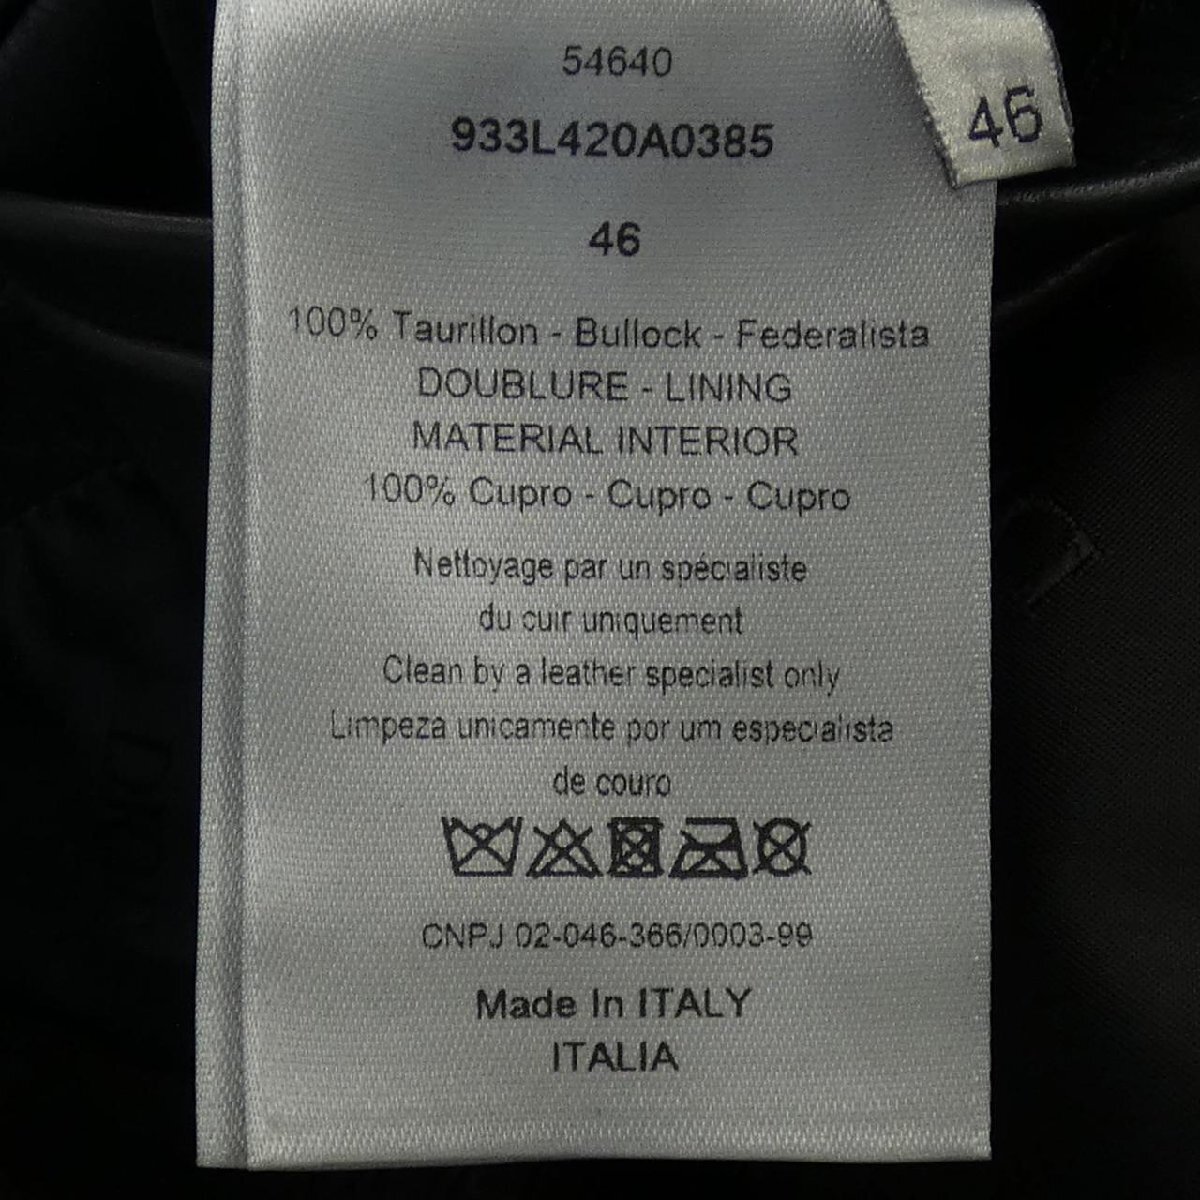 54640
933L420A0385
46
46
100% Taurillon - Bullock - Federalista
DOUBLURE - LINING
MATERIAL INTERIOR
100% Cupro - Cupro - Cupro
Nettoyage par un spécialiste
du cuir uniquement
Clean by a leather specialist only
Limpeza unicamente por um especialista
de couro
CNPJ 02-046-366/0003-99
Made In ITALY
ITALIA